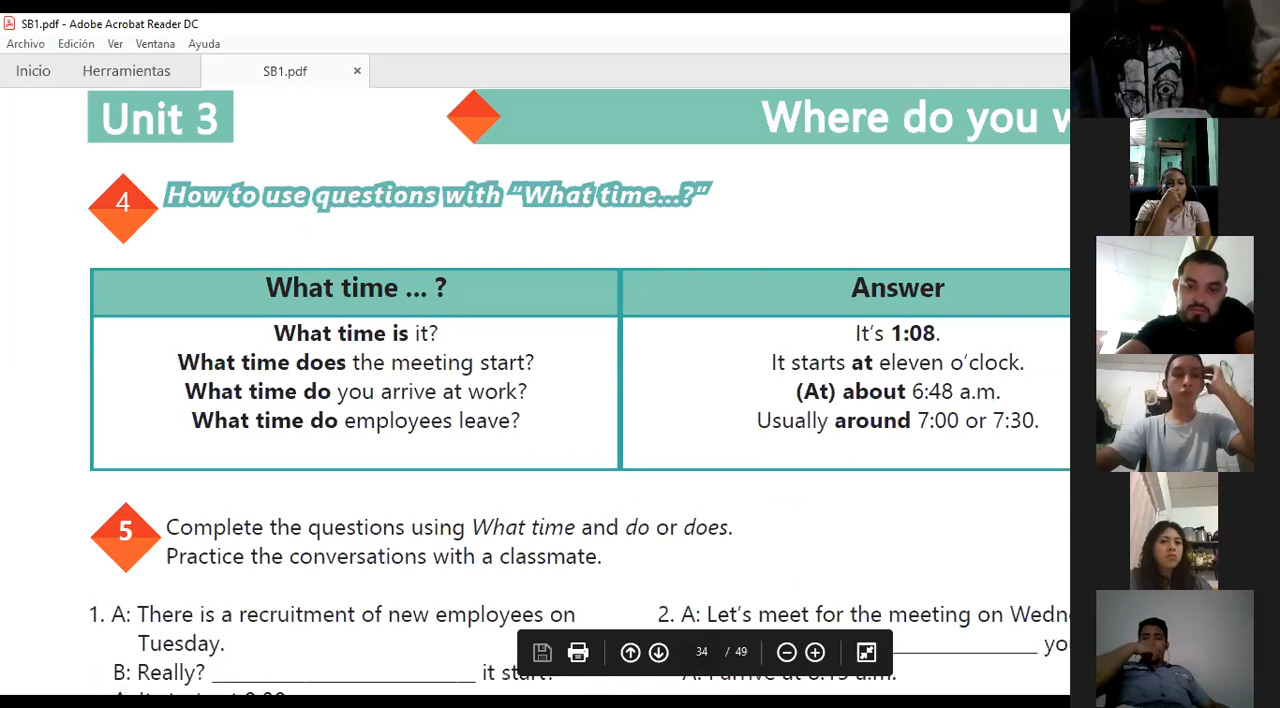 SB1.pdf - Adobe Acrobat Reader DC
Archivo Edición Ver Ventana Ayuda
Inicio Herramientas SB1.pdf ×
Unit 3 Where do you w
4 How to use questions with “What time...?”
What time ... ? Answer
What time is it? It's 1:08.
What time does the meeting start? It starts at eleven o'clock.
What time do you arrive at work? (At) about 6:48 a.m.
What time do employees leave? Usually around 7:00 or 7:30.
5 Complete the questions using What time and do or does.
Practice the conversations with a classmate.
1. A: There is a recruitment of new employees on
Tuesday.
B: Really? ________________________ it start?
2. A: Let's meet for the meeting on Wedn
______________ yo
34 / 49